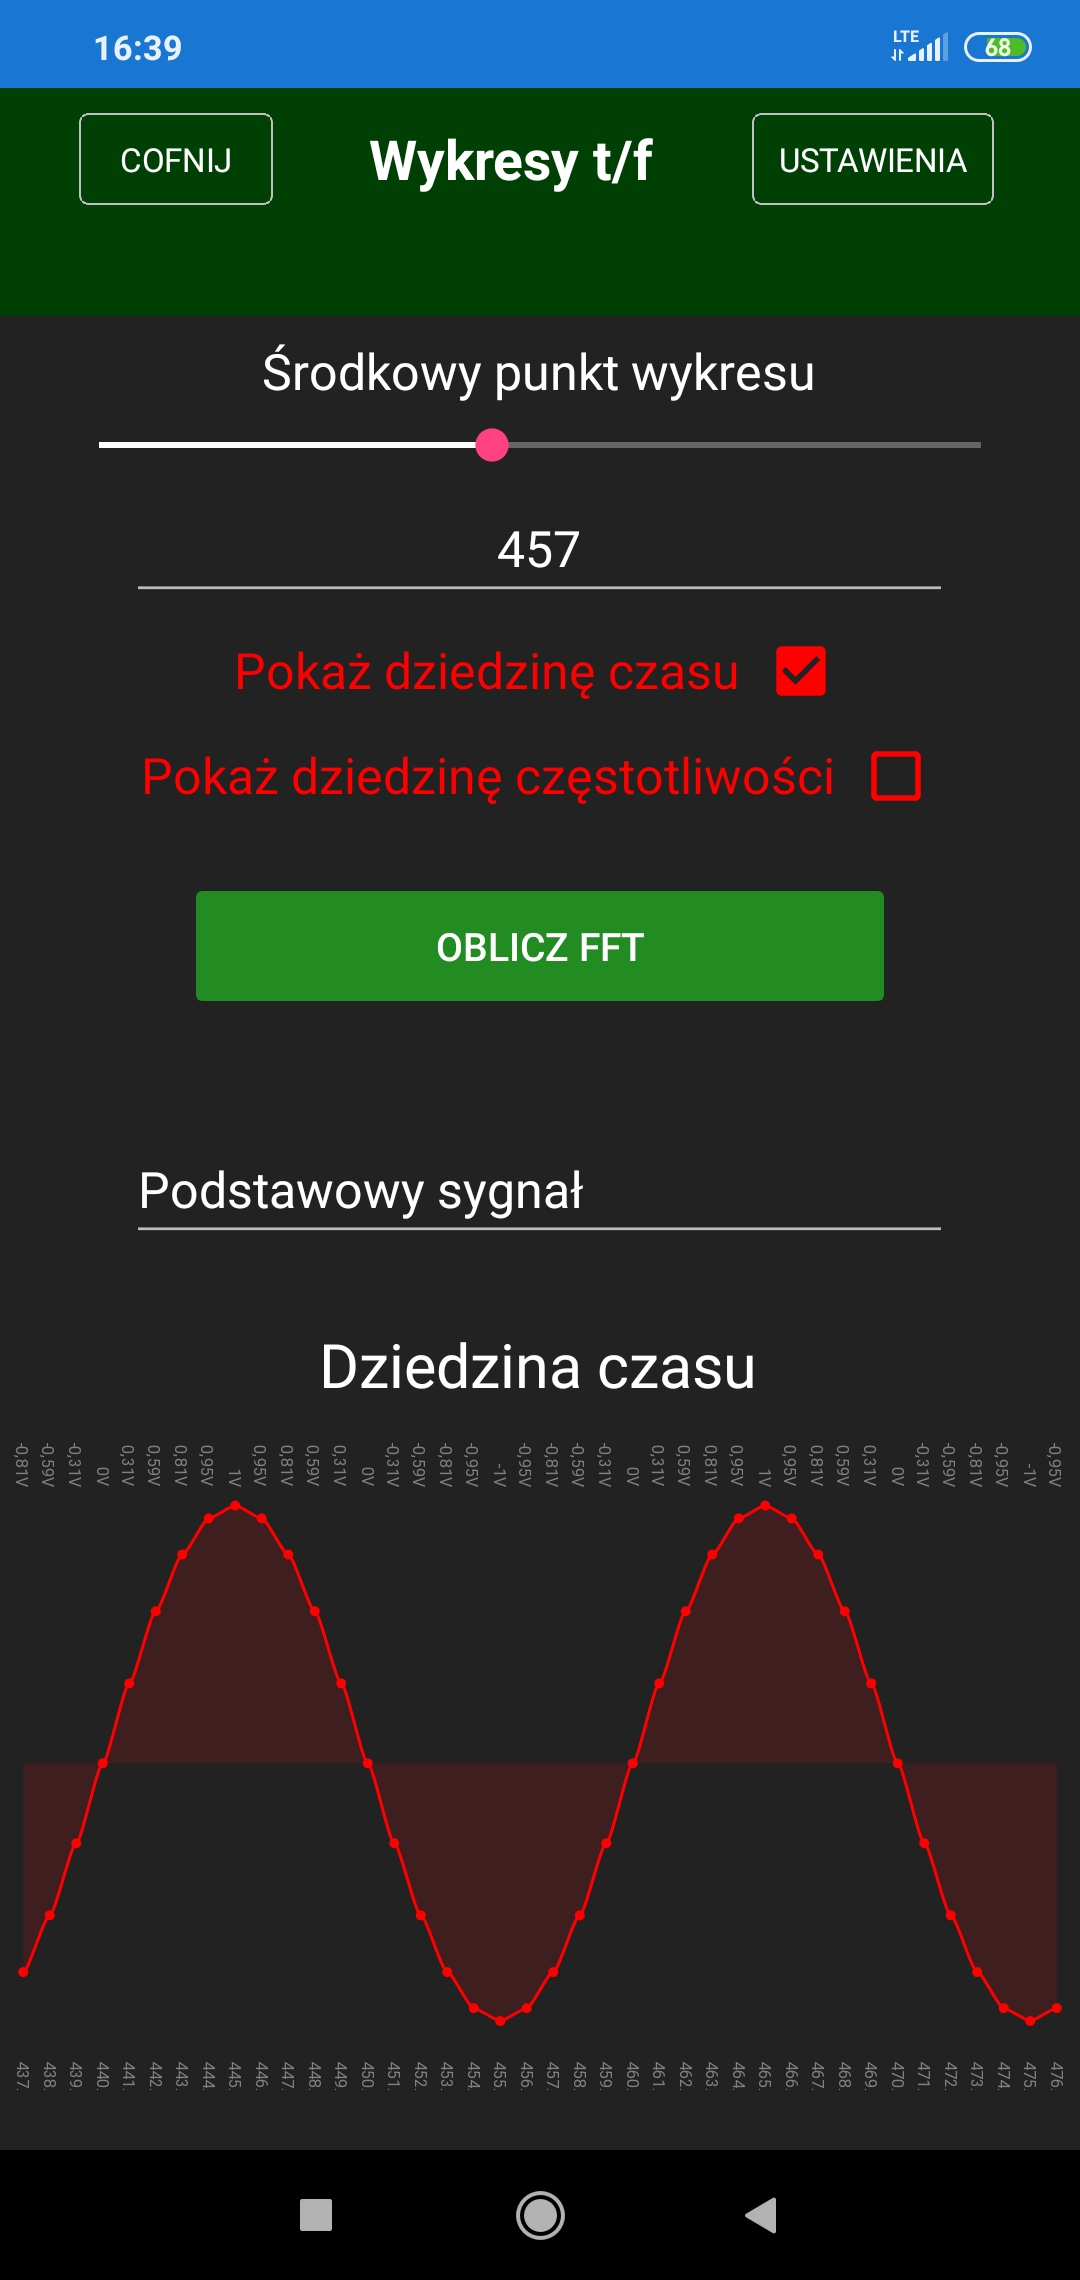 16:39
LTE
68
COFNIJ
Wykresy t/f
USTAWIENIA
Środkowy punkt wykresu
457
Pokaż dziedzinę czasu
Pokaż dziedzinę częstotliwości
OBLICZ FFT
Podstawowy sygnał
Dziedzina czasu
-0,81V -0,59V -0,31V 0V 0,31V 0,59V 0,81V 0,95V 1V 0,95V 0,81V 0,59V 0,31V 0V -0,31V -0,59V -0,81V -0,95V -1V -0,95V -0,81V -0,59V -0,31V 0V 0,31V 0,59V 0,81V 0,95V 1V 0,95V 0,81V 0,59V 0,31V 0V -0,31V -0,59V -0,81V -0,95V -1V -0,95V
437. 438. 439. 440. 441. 442. 443. 444. 445. 446. 447. 448. 449. 450. 451. 452. 453. 454. 455. 456. 457. 458. 459. 460. 461. 462. 463. 464. 465. 466. 467. 468. 469. 470. 471. 472. 473. 474. 475. 476.